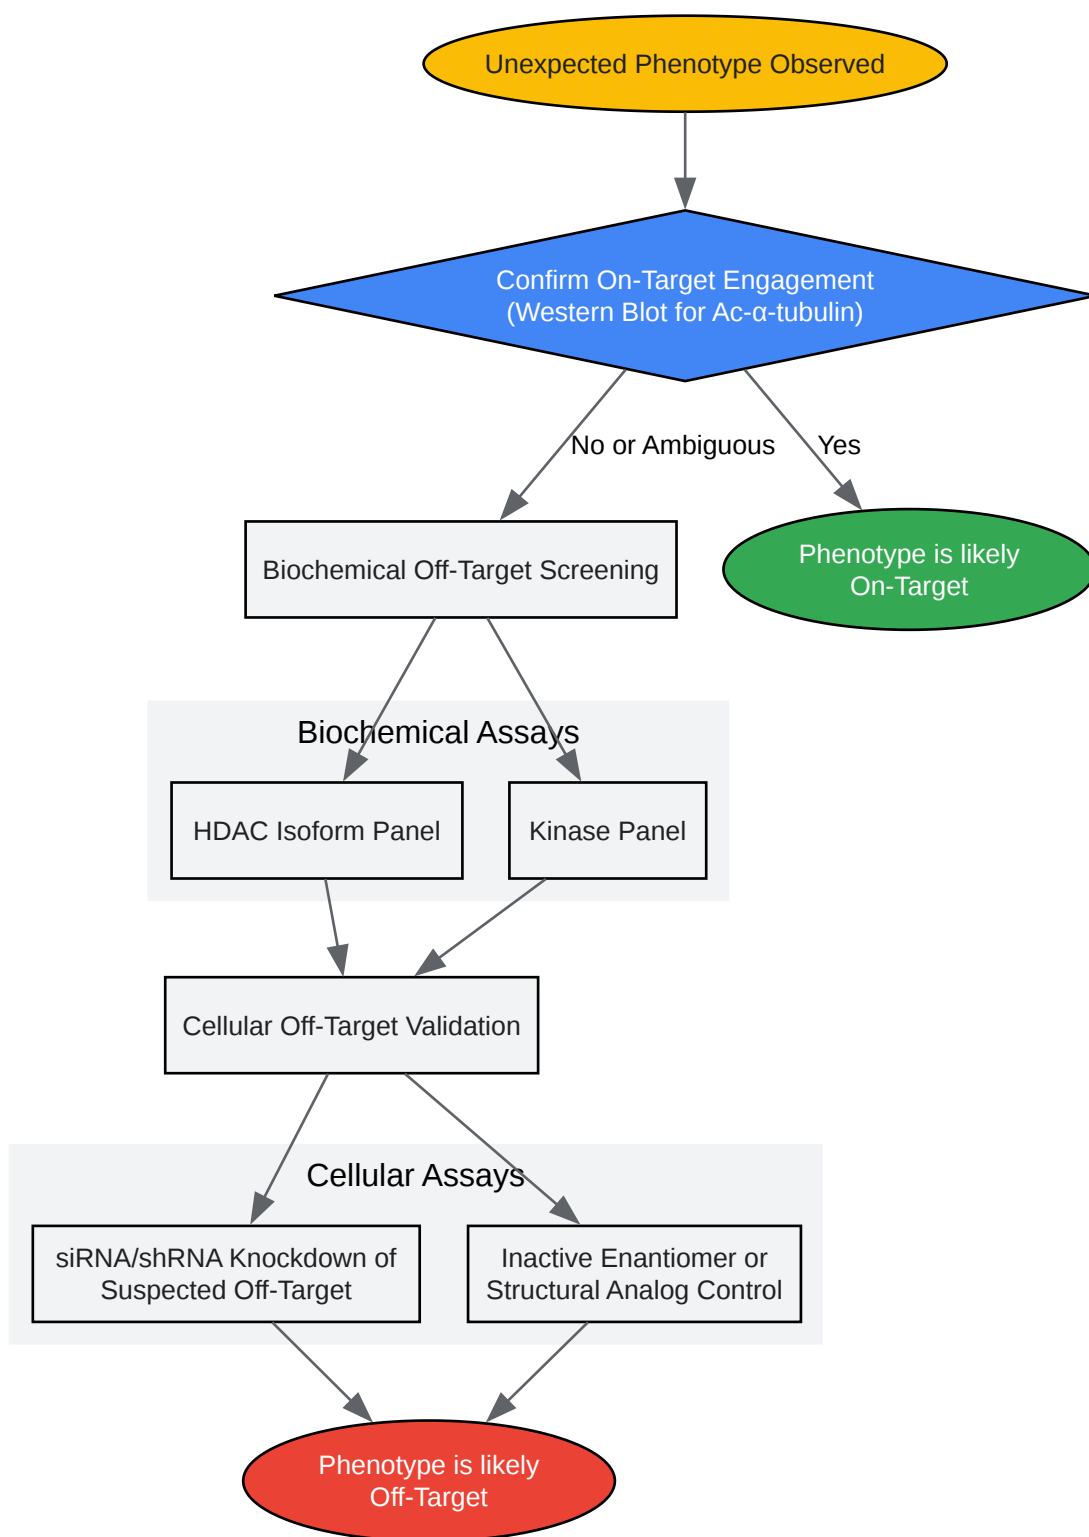 Unexpected Phenotype Observed
Confirm On-Target Engagement
(Western Blot for Ac-α-tubulin)
No or Ambiguous
Yes
Biochemical Off-Target Screening
Phenotype is likely
On-Target
Biochemical Assays
HDAC Isoform Panel
Kinase Panel
Cellular Off-Target Validation
Cellular Assays
siRNA/shRNA Knockdown of
Suspected Off-Target
Inactive Enantiomer or
Structural Analog Control
Phenotype is likely
Off-Target